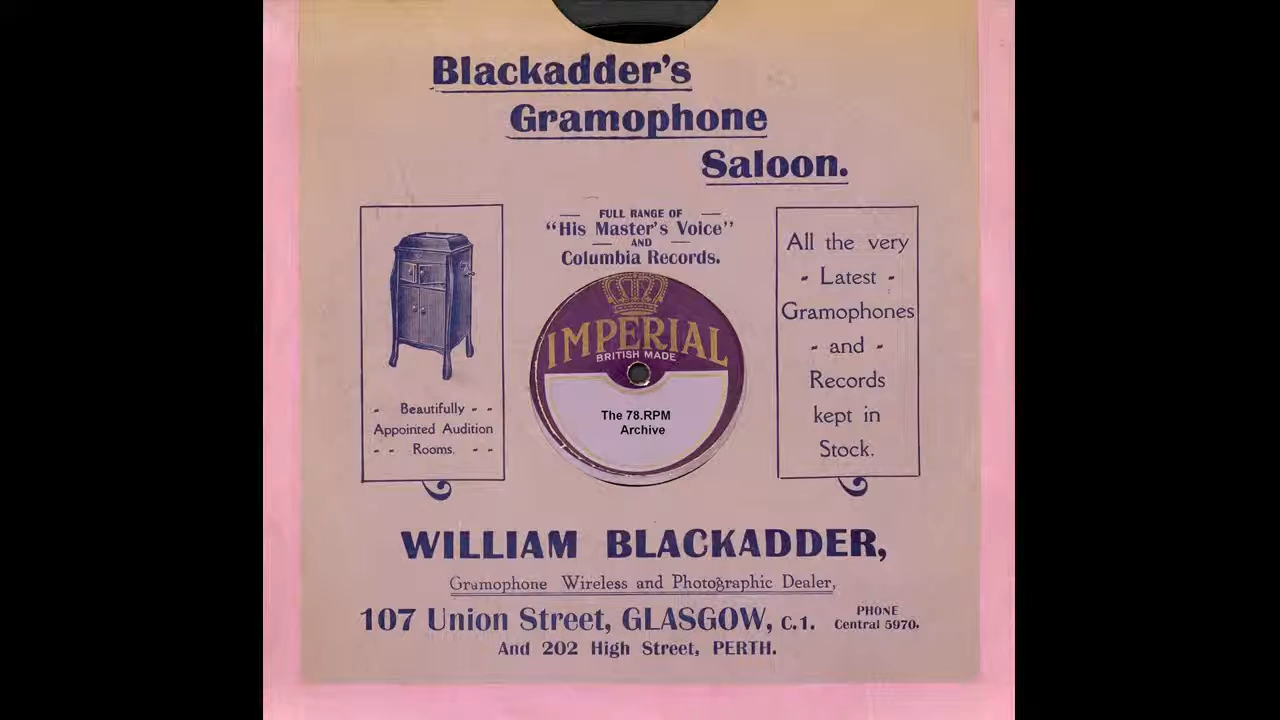 Blackadder's
Gramophone
Saloon.
FULL RANGE OF
"His Master's Voice"
AND
Columbia Records.
- Beautifully - -
Appointed Audition
- - Rooms. - -
IMPERIAL
BRITISH MADE
The 78.RPM
Archive
All the very
- Latest -
Gramophones
- and -
Records
kept in
Stock.
WILLIAM BLACKADDER,
Gramophone Wireless and Photographic Dealer,
107 Union Street, GLASGOW, C.1.
PHONE
Central 5970.
And 202 High Street, PERTH.